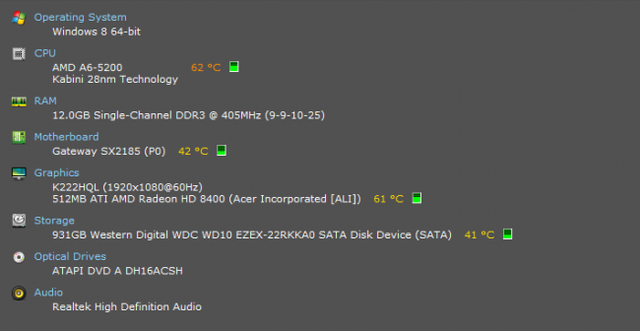 Operating System
Windows 8 64-bit
CPU
AMD A6-5200 62 °C
Kabini 28nm Technology
RAM
12.0GB Single-Channel DDR3 @ 405MHz (9-9-10-25)
Motherboard
Gateway SX2185 (P0) 42 °C
Graphics
K222HQL (1920x1080@60Hz)
512MB ATI AMD Radeon HD 8400 (Acer Incorporated [ALI]) 61 °C
Storage
931GB Western Digital WDC WD10 EZEX-22RKKA0 SATA Disk Device (SATA) 41 °C
Optical Drives
ATAPI DVD A DH16ACSH
Audio
Realtek High Definition Audio